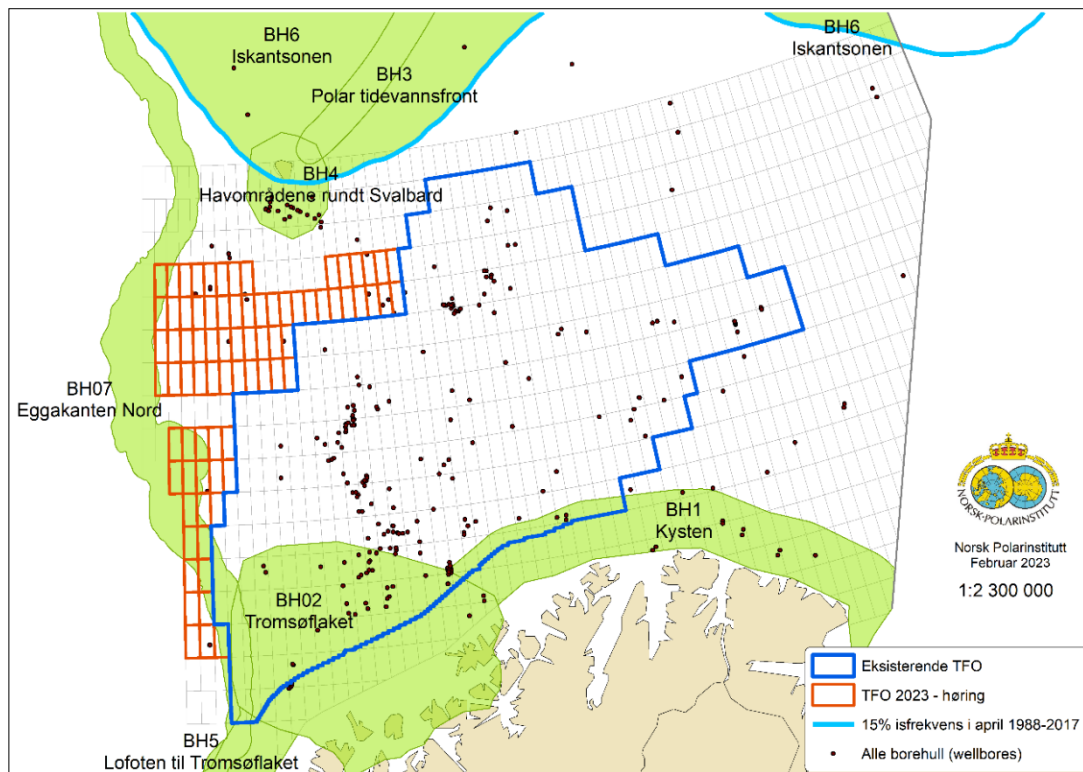 BH6
Iskantsonen
BH3
Polar tidevannsfront
BH6
Iskantsonen
BH4
Havområdene rundt Svalbard
BH07
Eggakanten Nord
BH1
Kysten
BH02
Tromsøflaket
BH5
Lofoten til Tromsøflaket
NORSK-POLARINSTITUTT
Norsk Polarinstitutt
Februar 2023
1:2 300 000
Eksisterende TFO
TFO 2023 - høring
15% isfrekvens i april 1988-2017
Alle borehull (wellbores)